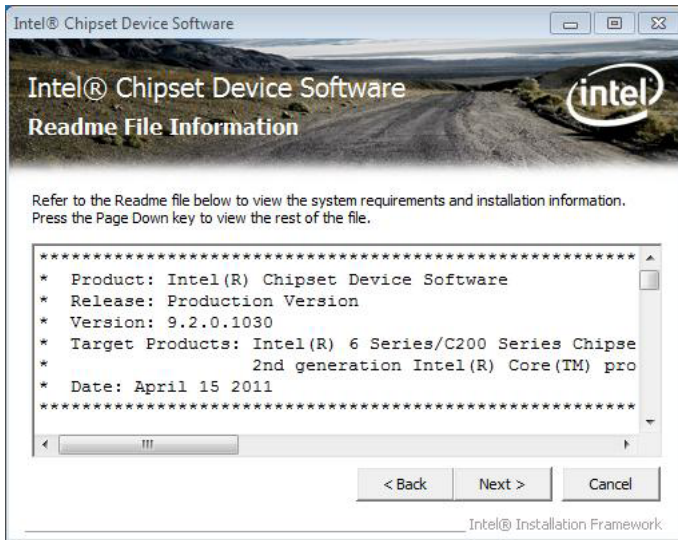 Intel® Chipset Device Software
Intel® Chipset Device Software
intel
Readme File Information
Refer to the Readme file below to view the system requirements and installation information.
Press the Page Down key to view the rest of the file.
************************************************************
* Product: Intel(R) Chipset Device Software
* Release: Production Version
* Version: 9.2.0.1030
* Target Products: Intel(R) 6 Series/C200 Series Chipse
* 2nd generation Intel(R) Core(TM) pro
* Date: April 15 2011
************************************************************
< Back
Next >
Cancel
Intel® Installation Framework